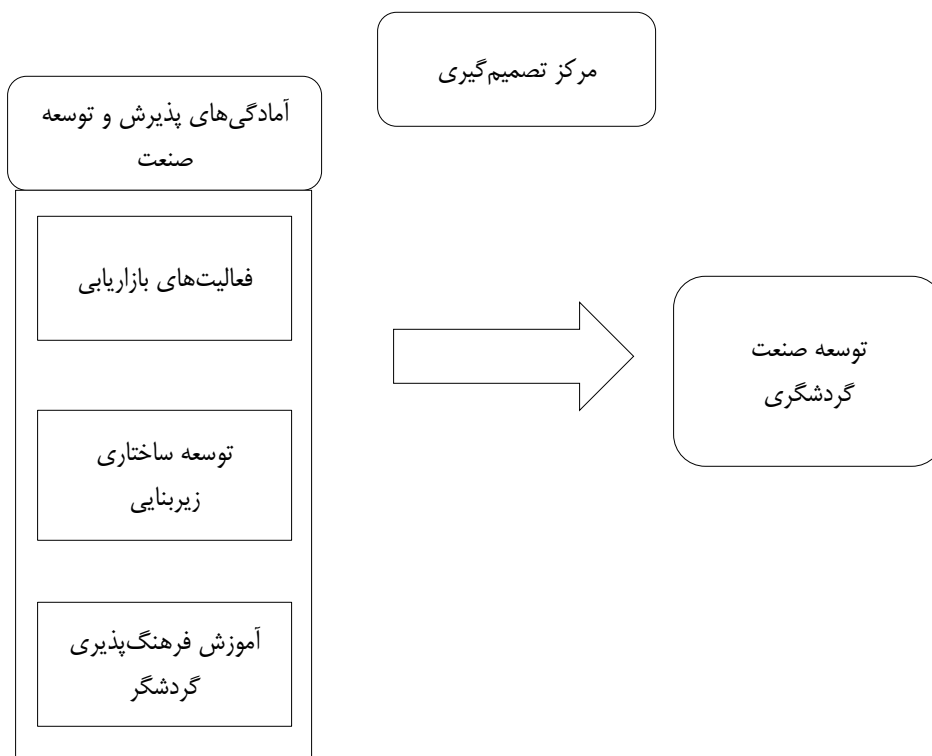 مرکز تصمیم‌گیری
آمادگی‌های پذیرش و توسعه
صنعت
فعالیت‌های بازاریابی
توسعه صنعت
گردشگری
توسعه ساختاری
زیربنایی
آموزش فرهنگ‌پذیری
گردشگر